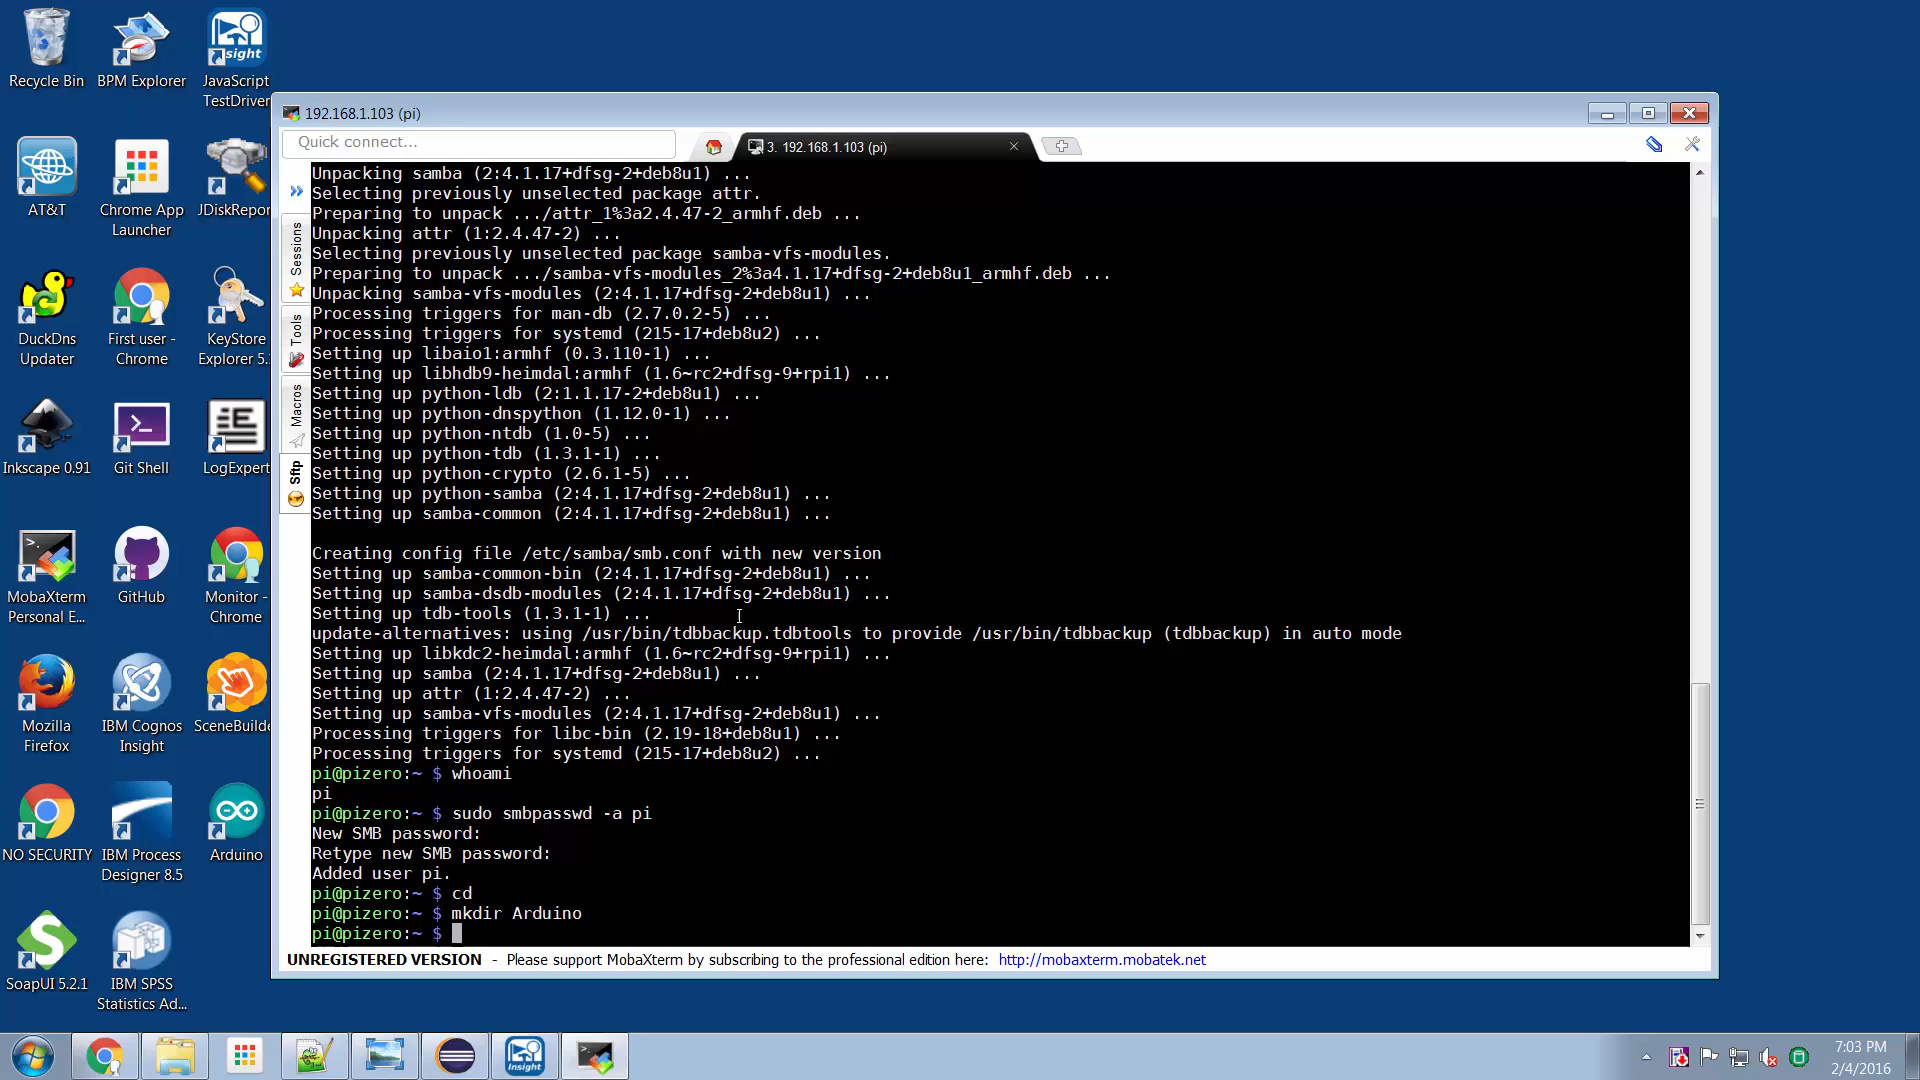 Recycle Bin
BPM Explorer
JavaScript
TestDriver
AT&T
Chrome App
Launcher
JDiskRepor
DuckDns
Updater
First user -
Chrome
KeyStore
Explorer 5.
Inkscape 0.91
Git Shell
LogExpert
MobaXterm
Personal E...
GitHub
Monitor -
Chrome
Mozilla
Firefox
IBM Cognos
Insight
SceneBuilde
NO SECURITY
IBM Process
Designer 8.5
Arduino
SoapUI 5.2.1
IBM SPSS
Statistics Ad...
192.168.1.103 (pi)
Quick connect...
3. 192.168.1.103 (pi)
Sessions
Tools
Macros
Sftp
Unpacking samba (2:4.1.17+dfsg-2+deb8u1) ...
Selecting previously unselected package attr.
Preparing to unpack .../attr_1%3a2.4.47-2_armhf.deb ...
Unpacking attr (1:2.4.47-2) ...
Selecting previously unselected package samba-vfs-modules.
Preparing to unpack .../samba-vfs-modules_2%3a4.1.17+dfsg-2+deb8u1_armhf.deb ...
Unpacking samba-vfs-modules (2:4.1.17+dfsg-2+deb8u1) ...
Processing triggers for man-db (2.7.0.2-5) ...
Processing triggers for systemd (215-17+deb8u2) ...
Setting up libaio1:armhf (0.3.110-1) ...
Setting up libhdb9-heimdal:armhf (1.6~rc2+dfsg-9+rpi1) ...
Setting up python-ldb (2:1.1.17-2+deb8u1) ...
Setting up python-dnspython (1.12.0-1) ...
Setting up python-ntdb (1.0-5) ...
Setting up python-tdb (1.3.1-1) ...
Setting up python-crypto (2.6.1-5) ...
Setting up python-samba (2:4.1.17+dfsg-2+deb8u1) ...
Setting up samba-common (2:4.1.17+dfsg-2+deb8u1) ...
Creating config file /etc/samba/smb.conf with new version
Setting up samba-common-bin (2:4.1.17+dfsg-2+deb8u1) ...
Setting up samba-dsdb-modules (2:4.1.17+dfsg-2+deb8u1) ...
Setting up tdb-tools (1.3.1-1) ...
update-alternatives: using /usr/bin/tdbbackup.tdbtools to provide /usr/bin/tdbbackup (tdbbackup) in auto mode
Setting up libkdc2-heimdal:armhf (1.6~rc2+dfsg-9+rpi1) ...
Setting up samba (2:4.1.17+dfsg-2+deb8u1) ...
Setting up attr (1:2.4.47-2) ...
Setting up samba-vfs-modules (2:4.1.17+dfsg-2+deb8u1) ...
Processing triggers for libc-bin (2.19-18+deb8u1) ...
Processing triggers for systemd (215-17+deb8u2) ...
pi@pizero:~ $ whoami
pi
pi@pizero:~ $ sudo smbpasswd -a pi
New SMB password:
Retype new SMB password:
Added user pi.
pi@pizero:~ $ cd
pi@pizero:~ $ mkdir Arduino
pi@pizero:~ $
UNREGISTERED VERSION - Please support MobaXterm by subscribing to the professional edition here: http://mobaxterm.mobatek.net
Insight
7:03 PM
2/4/2016